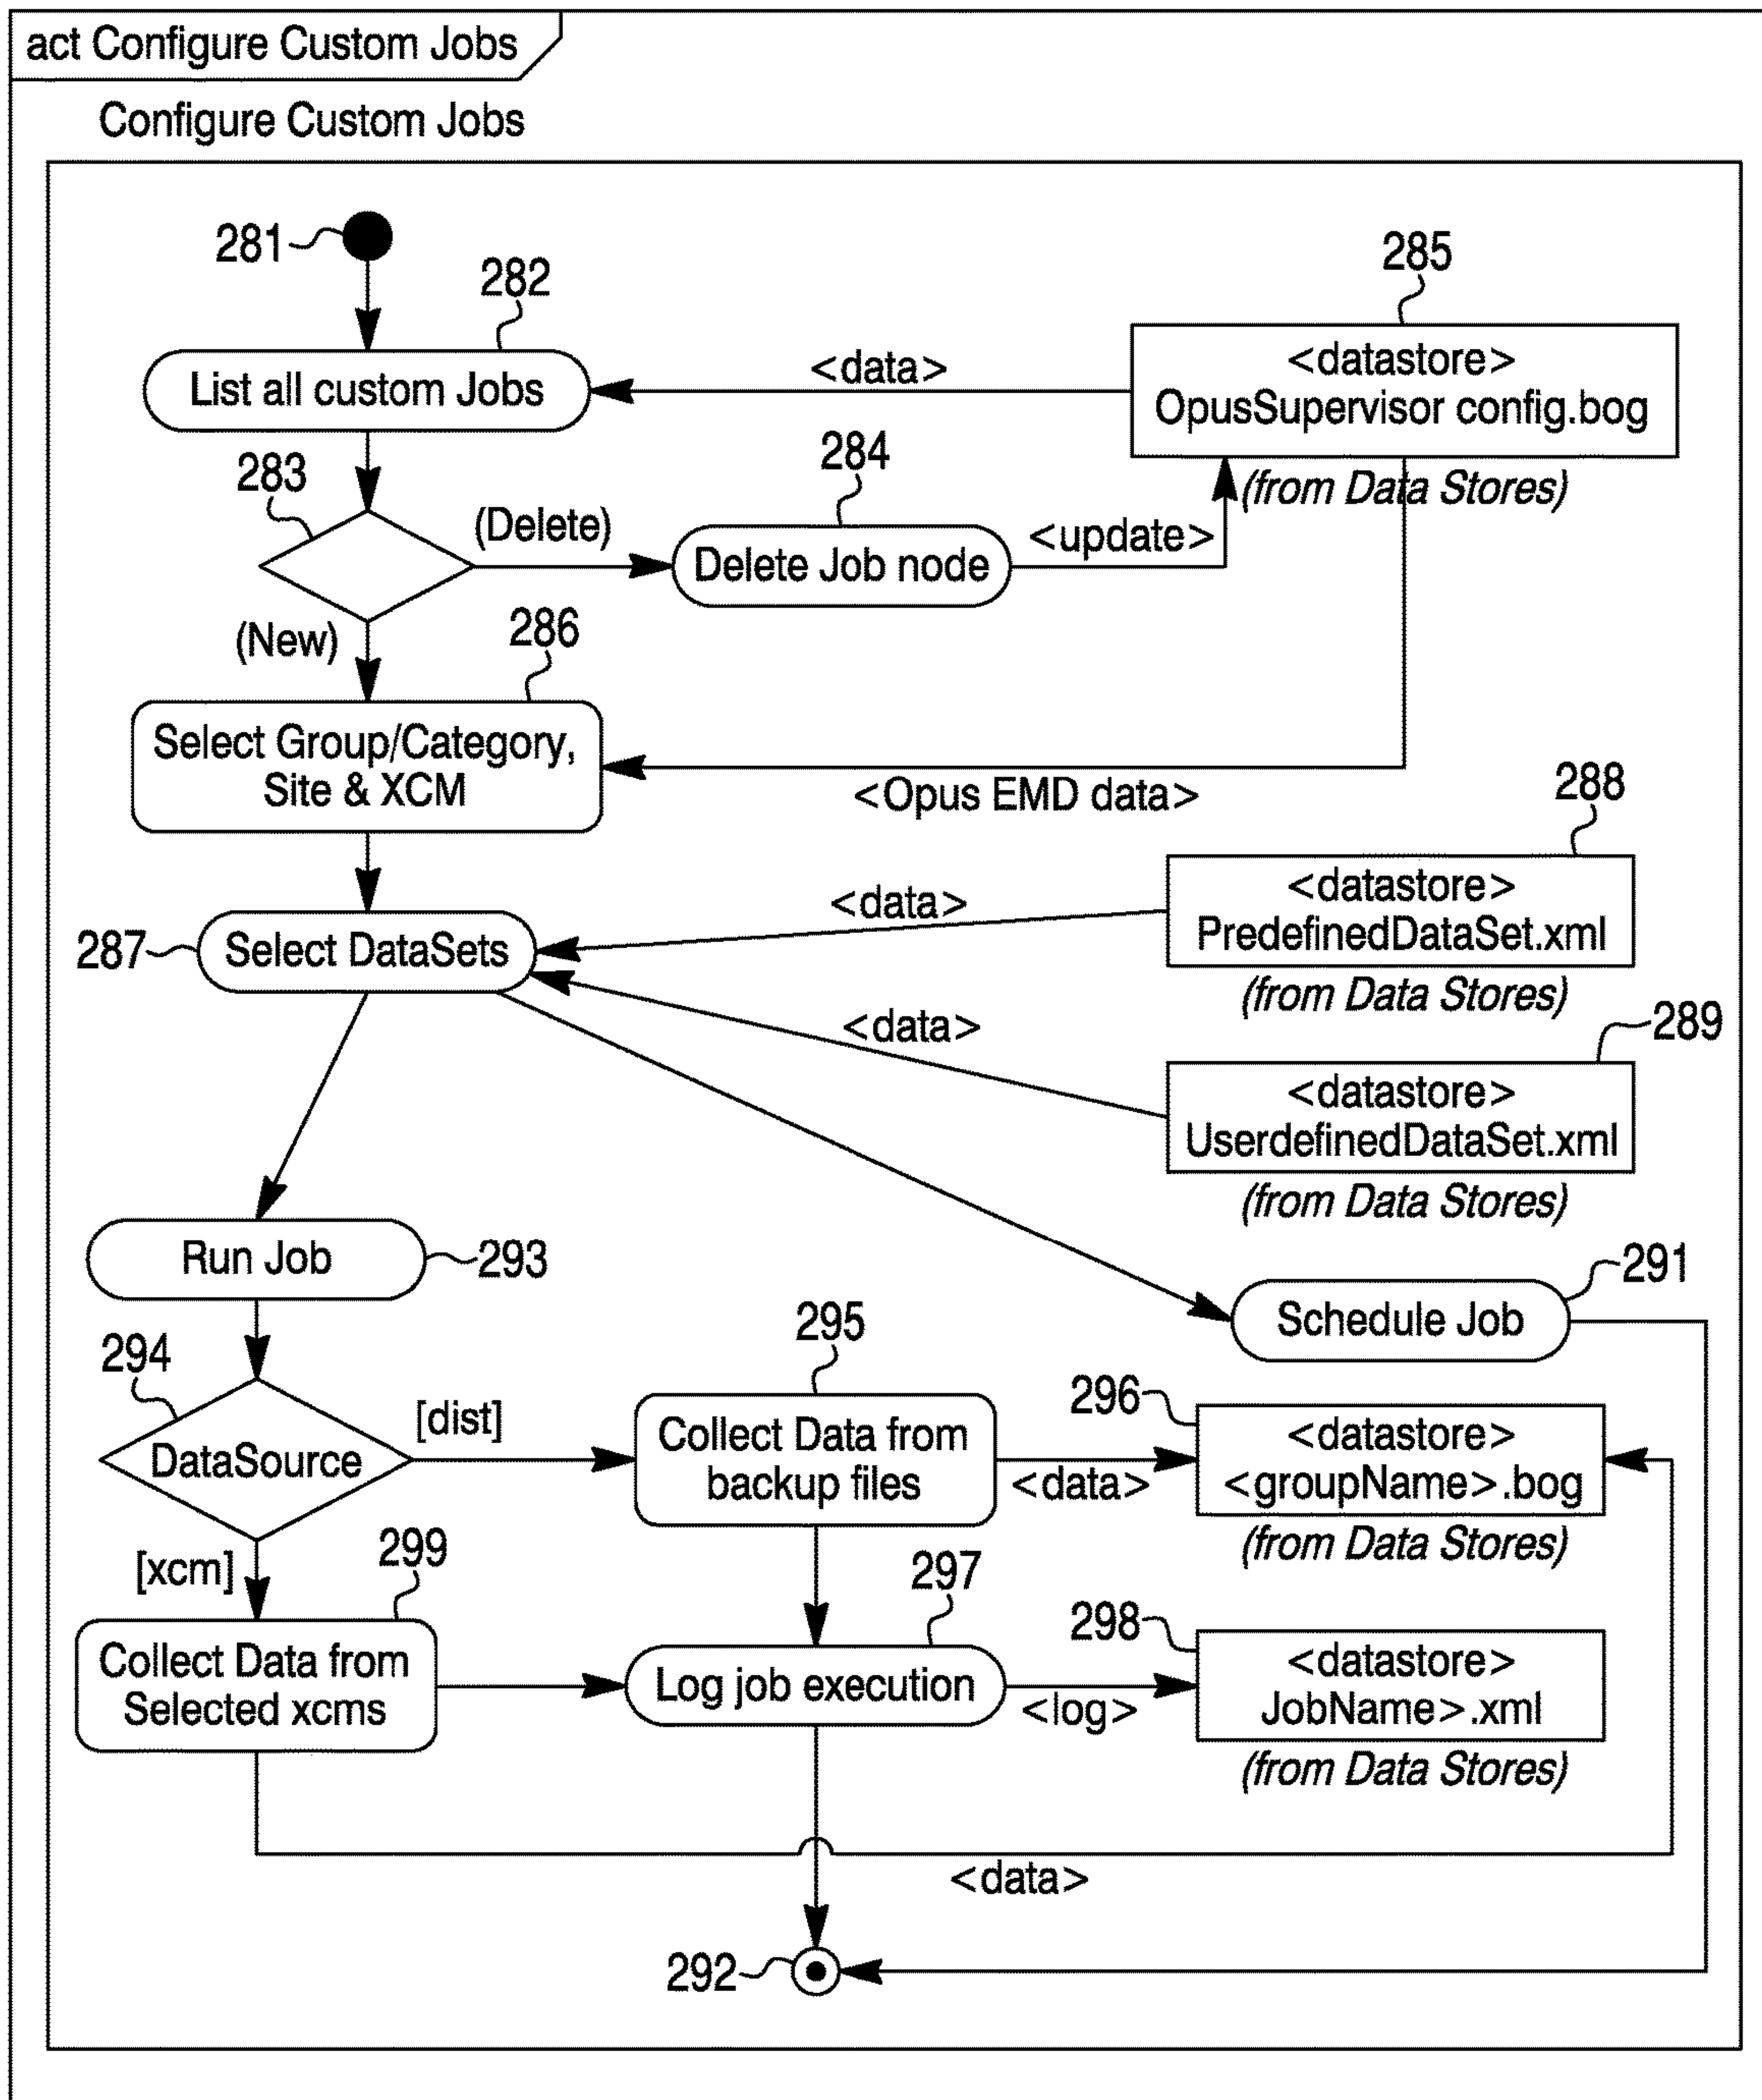 act Configure Custom Jobs
Configure Custom Jobs
281
282
285
List all custom Jobs
<data>
<datastore>
OpusSupervisor config.bog
(from Data Stores)
283
(Delete)
284
Delete Job node
<update>
(New)
286
Select Group/Category,
Site & XCM
<Opus EMD data>
288
<datastore>
PredefinedDataSet.xml
(from Data Stores)
<data>
287
Select DataSets
<data>
289
<datastore>
UserdefinedDataSet.xml
(from Data Stores)
Run Job
293
291
Schedule Job
294
DataSource
[dist]
295
Collect Data from
backup files
<data>
296
<datastore>
<groupName>.bog
(from Data Stores)
[xcm]
299
Collect Data from
Selected xcms
297
Log job execution
<log>
298
<datastore>
JobName>.xml
(from Data Stores)
<data>
292